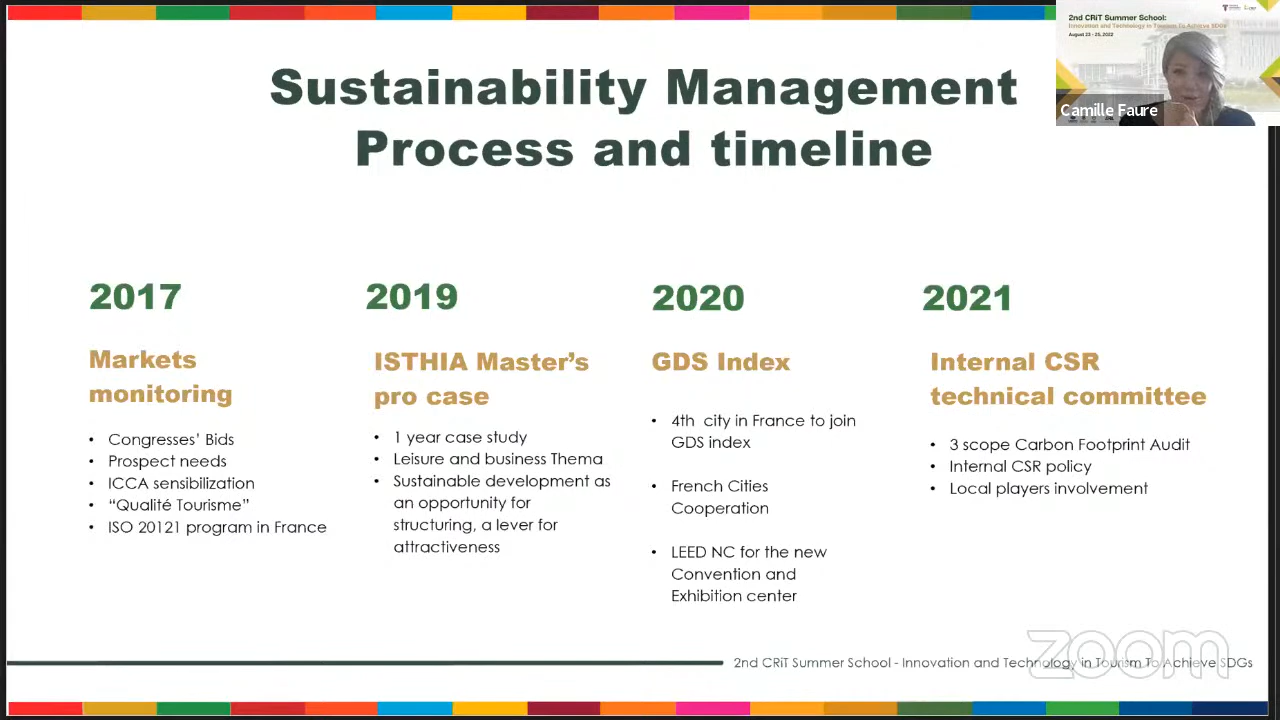 2nd CRiT Summer School:
Innovation and Technology in Tourism To Achieve SDGs
August 23 - 25, 2022
Camille Faure
Sustainability Management
Process and timeline
2017
Markets
monitoring
• Congresses' Bids
• Prospect needs
• ICCA sensibilization
• "Qualité Tourisme"
• ISO 20121 program in France
2019
ISTHIA Master's
pro case
• 1 year case study
• Leisure and business Thema
• Sustainable development as
an opportunity for
structuring, a lever for
attractiveness
2020
GDS Index
• 4th city in France to join
GDS index
• French Cities
Cooperation
• LEED NC for the new
Convention and
Exhibition center
2021
Internal CSR
technical committee
• 3 scope Carbon Footprint Audit
• Internal CSR policy
• Local players involvement
zoom
2nd CRiT Summer School - Innovation and Technology in Tourism To Achieve SDGs